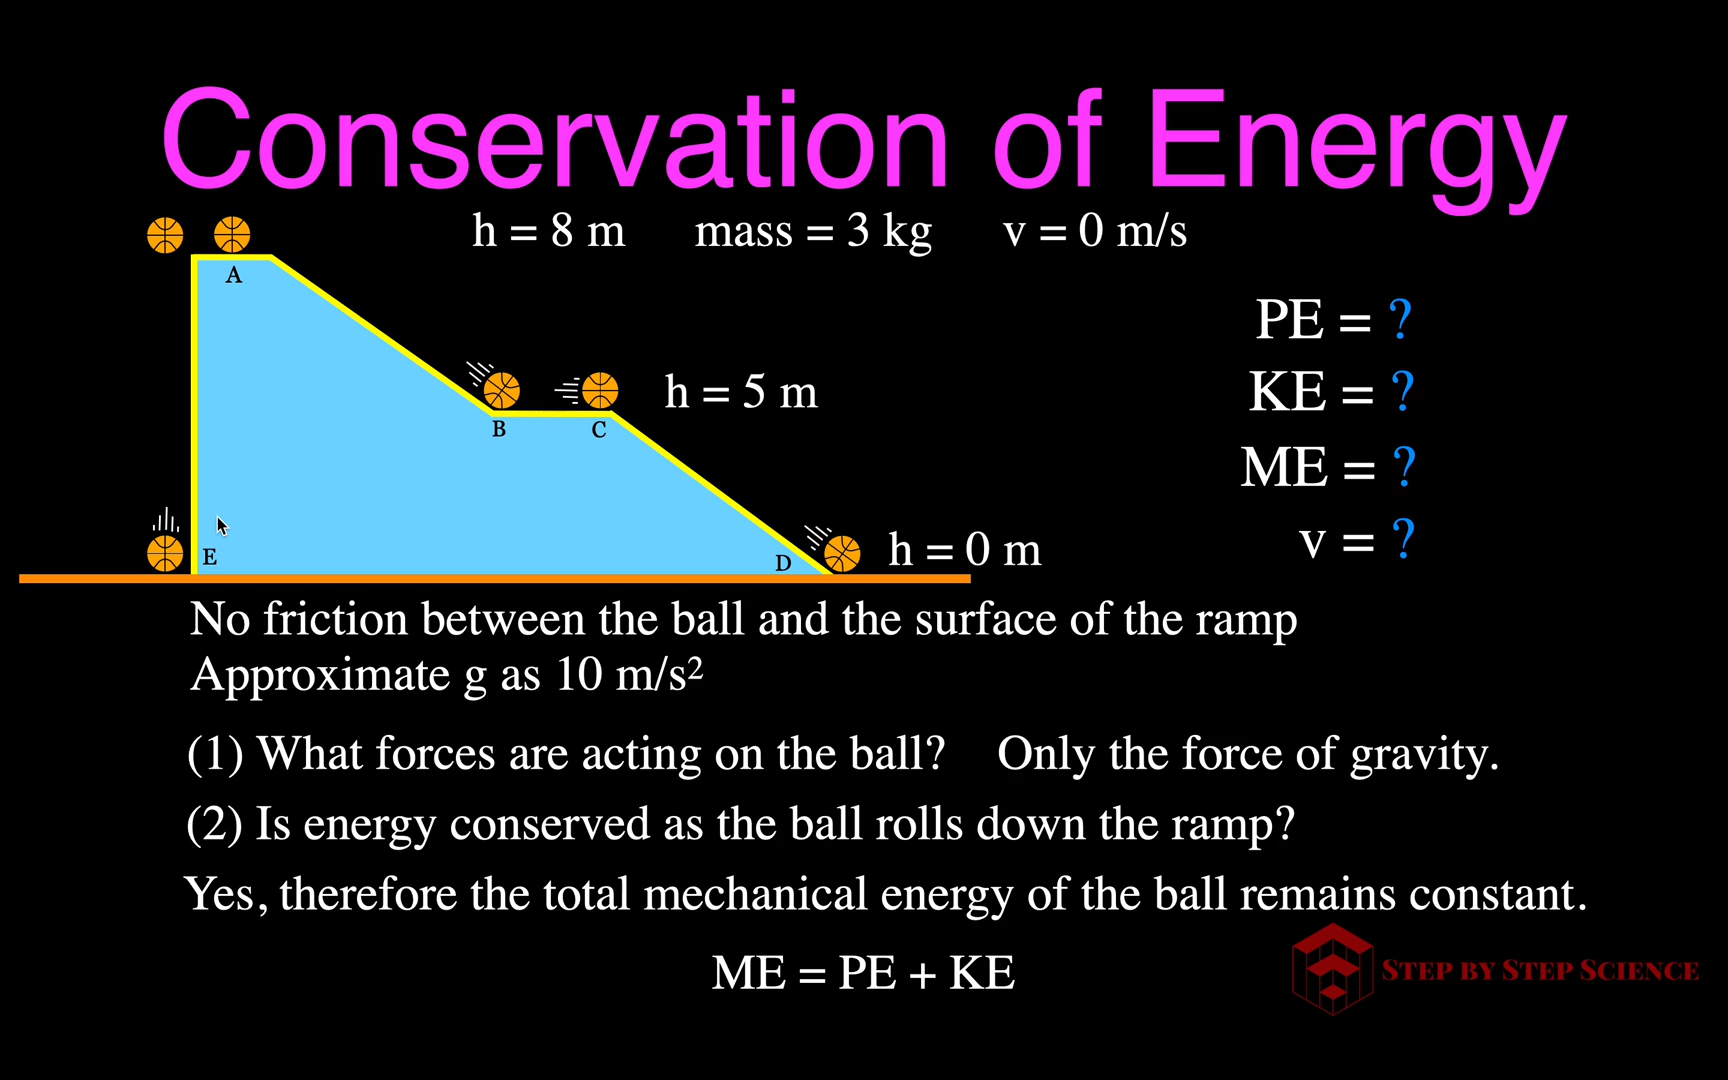 Conservation of Energy
h = 8 m mass = 3 kg v = 0 m/s
A
PE = ?
h = 5 m
KE = ?
B C
ME = ?
v = ?
E D h = 0 m
No friction between the ball and the surface of the ramp
Approximate g as 10 m/s²
(1) What forces are acting on the ball? Only the force of gravity.
(2) Is energy conserved as the ball rolls down the ramp?
Yes, therefore the total mechanical energy of the ball remains constant.
ME = PE + KE
STEP BY STEP SCIENCE